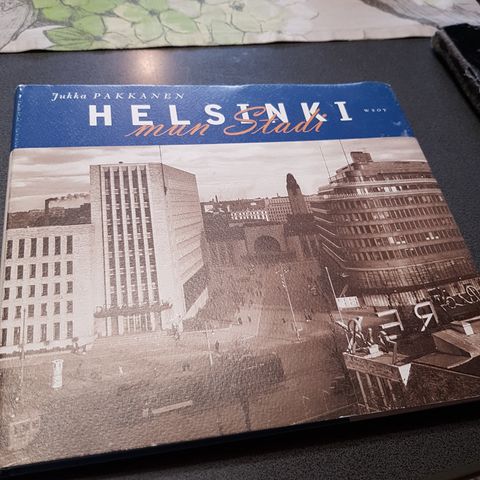 Jukka PAKKANEN
HELSINKI
mun Stadi
WSOY